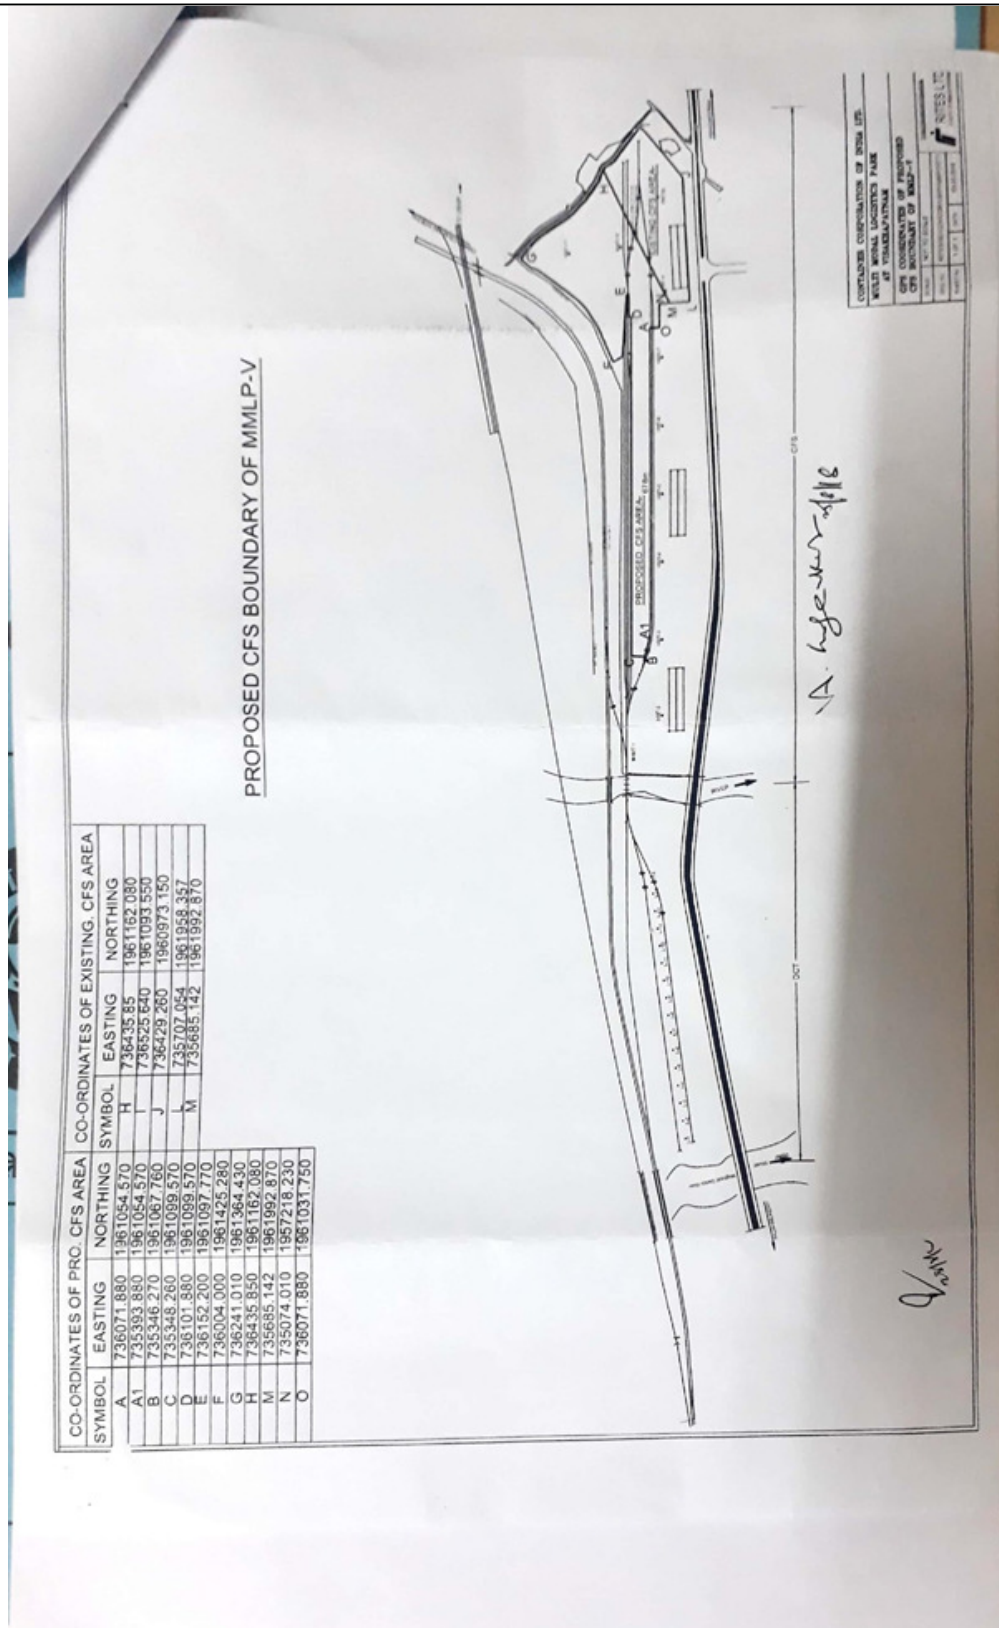 CO-ORDINATES OF PRO. CFS AREA
SYMBOL EASTING NORTHING
A 736071.880 1961054.570
A1 735393.880 1961054.570
B 735346.270 1961067.760
C 735348.260 1961099.570
D 736101.880 1961099.570
E 736152.200 1961097.770
F 736004.000 1961425.280
G 736241.010 1961364.430
H 736435.850 1961162.080
M 735685.142 1961992.870
N 735074.010 1957218.230
O 736071.880 1961031.750
CO-ORDINATES OF EXISTING. CFS AREA
SYMBOL EASTING NORTHING
H 736435.85 1961162.080
I 736525.640 1961093.550
J 736429.260 1960973.150
L 735707.054 1961958.357
M 735685.142 1961992.870
PROPOSED CFS BOUNDARY OF MMLP-V
G
H
E
D
F
A
O
N
M
L
J
EXISTING CFS AREA
PROPOSED CFS AREA
678m
A1
B
C
DCT
CFS
CONTAINER CORPORATION OF INDIA LTD.
MULTI MODAL LOGISTICS PARK
AT VISAKHAPATNAM
GPS COORDINATES OF PROPOSED
CFS BOUNDARY OF MMLP-V
RITES LTD